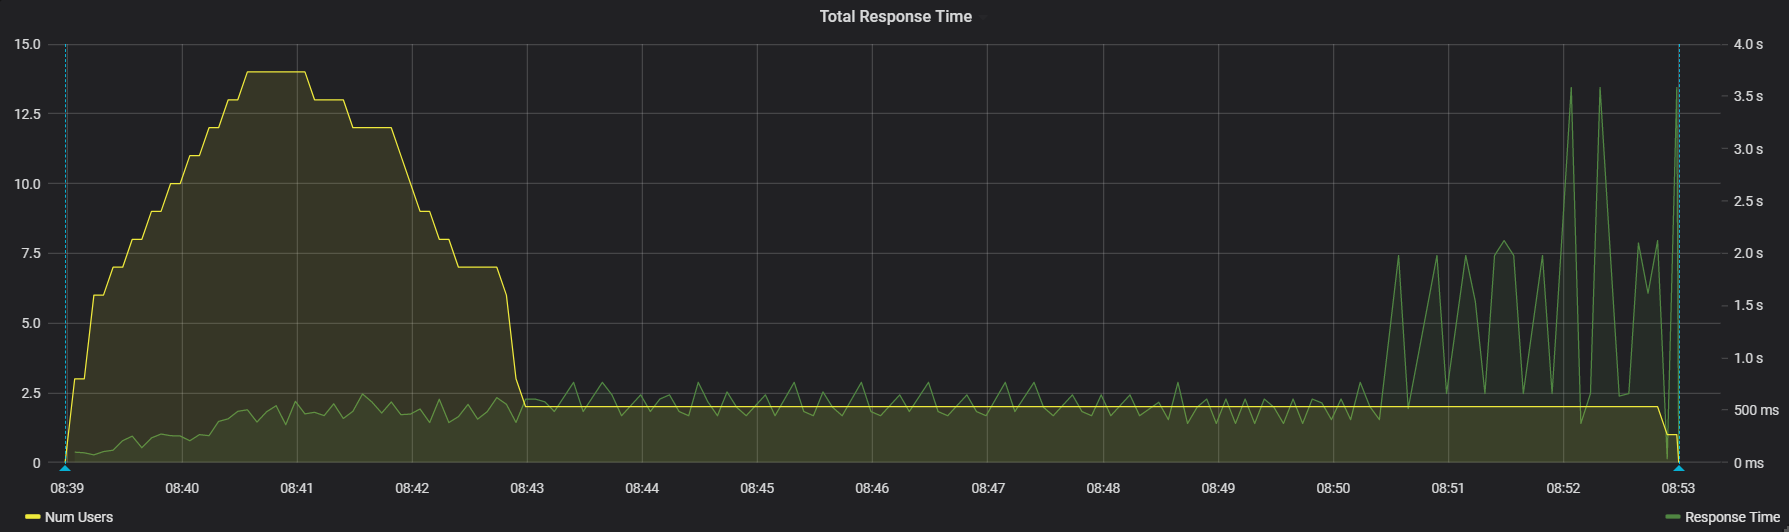 Total Response Time
15.0
12.5
10.0
7.5
5.0
2.5
0
4.0 s
3.5 s
3.0 s
2.5 s
2.0 s
1.5 s
1.0 s
500 ms
0 ms
08:39 08:40 08:41 08:42 08:43 08:44 08:45 08:46 08:47 08:48 08:49 08:50 08:51 08:52 08:53
Num Users Response Time